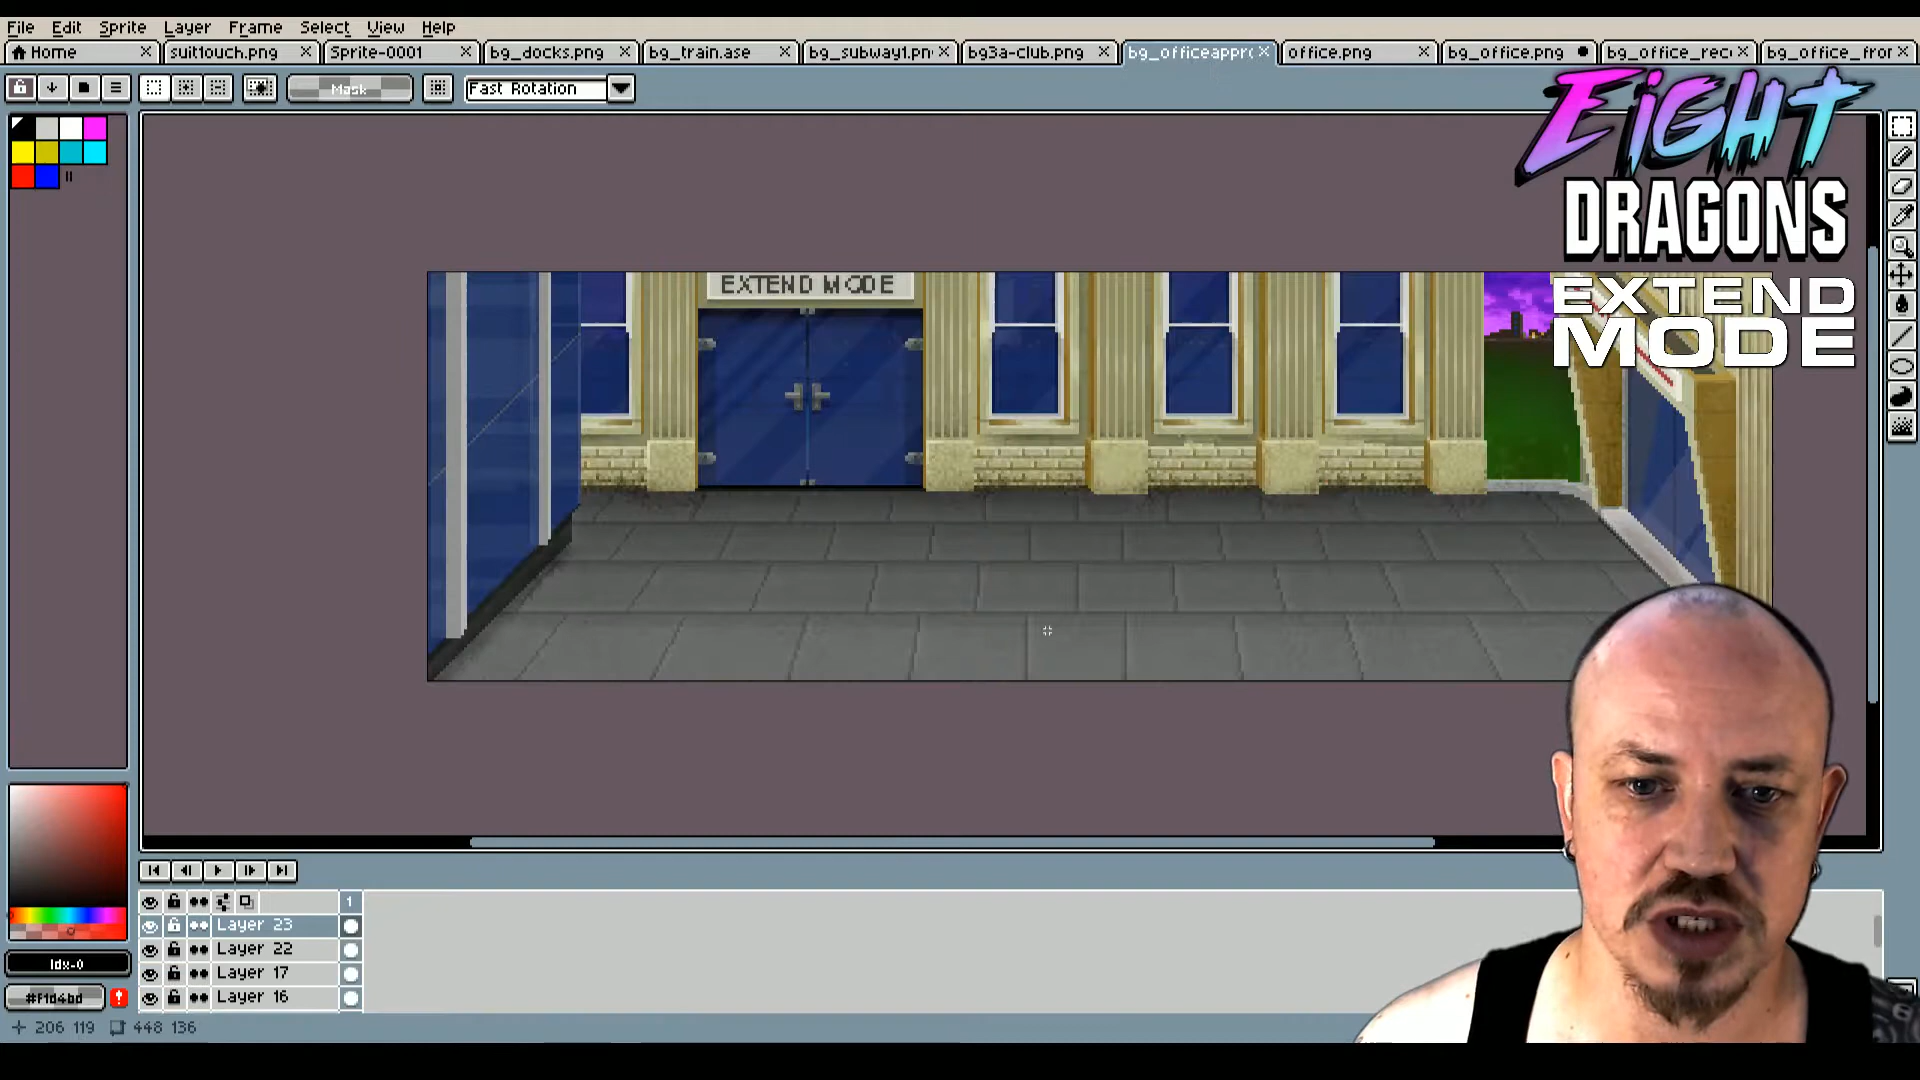 File Edit Sprite Layer Frame Select View Help
Home suit1ouch.png Sprite-0001 bg_docks.png bg_train.ase bg_subway1.pn bg3a-club.png bg_officeappr office.png bg_office.png bg_office_rec bg_office_fror
Mask Fast Rotation
EIGHT
DRAGONS
EXTEND
MODE
EXTEND MODE
1
Layer 23
Layer 22
Layer 17
Layer 16
Idx-0
#f1d4bd
206 119 448 136